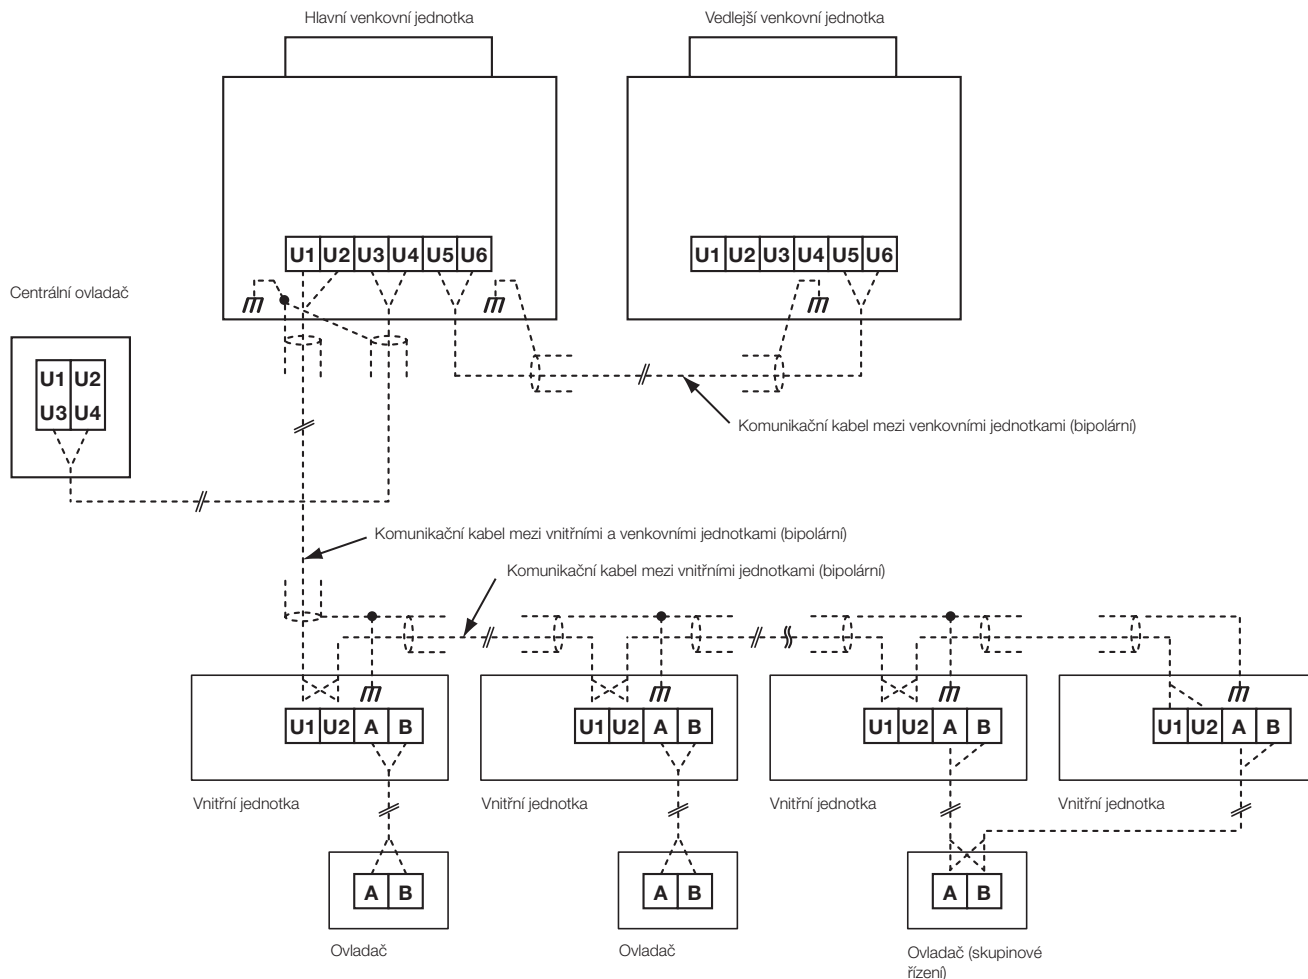 Hlavní venkovní jednotka
Vedlejší venkovní jednotka
U1 U2 U3 U4 U5 U6
U1 U2 U3 U4 U5 U6
Centrální ovladač
U1 U2
U3 U4
Komunikační kabel mezi venkovními jednotkami (bipolární)
Komunikační kabel mezi vnitřními a venkovními jednotkami (bipolární)
Komunikační kabel mezi vnitřními jednotkami (bipolární)
U1 U2 A B
U1 U2 A B
U1 U2 A B
U1 U2 A B
Vnitřní jednotka
Vnitřní jednotka
Vnitřní jednotka
Vnitřní jednotka
A B
A B
A B
Ovladač
Ovladač
Ovladač (skupinové
řízení)